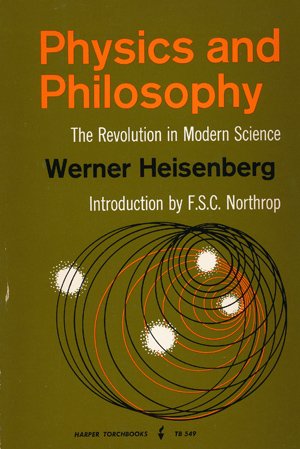 Physics and
Philosophy
The Revolution in Modern Science
Werner Heisenberg
Introduction by F.S.C. Northrop
HARPER TORCHBOOKS TB 549